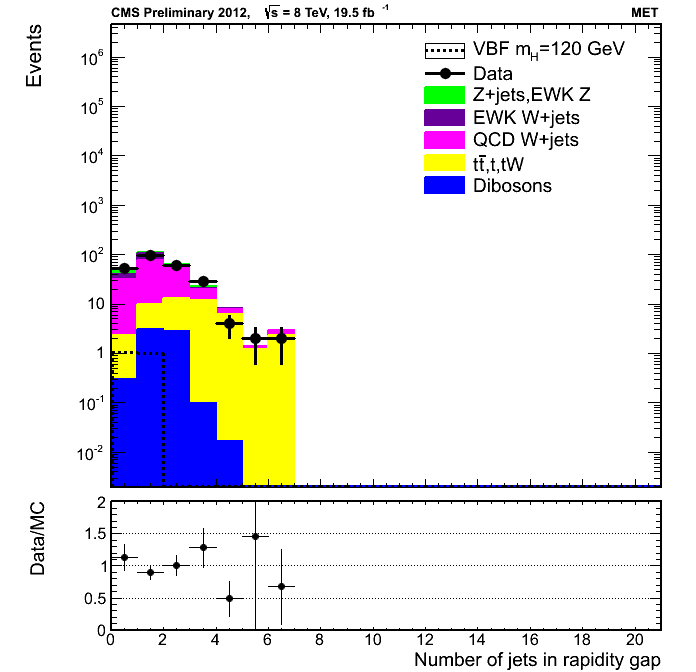 CMS Preliminary 2012, √s = 8 TeV, 19.5 fb⁻¹ MET
Events
10⁶
10⁵
10⁴
10³
10²
10
1
10⁻¹
10⁻²
VBF m_H=120 GeV
Data
Z+jets,EWK Z
EWK W+jets
QCD W+jets
tt̄,t,tW
Dibosons
Data/MC
2
1.5
1
0.5
0
0 2 4 6 8 10 12 14 16 18 20
Number of jets in rapidity gap